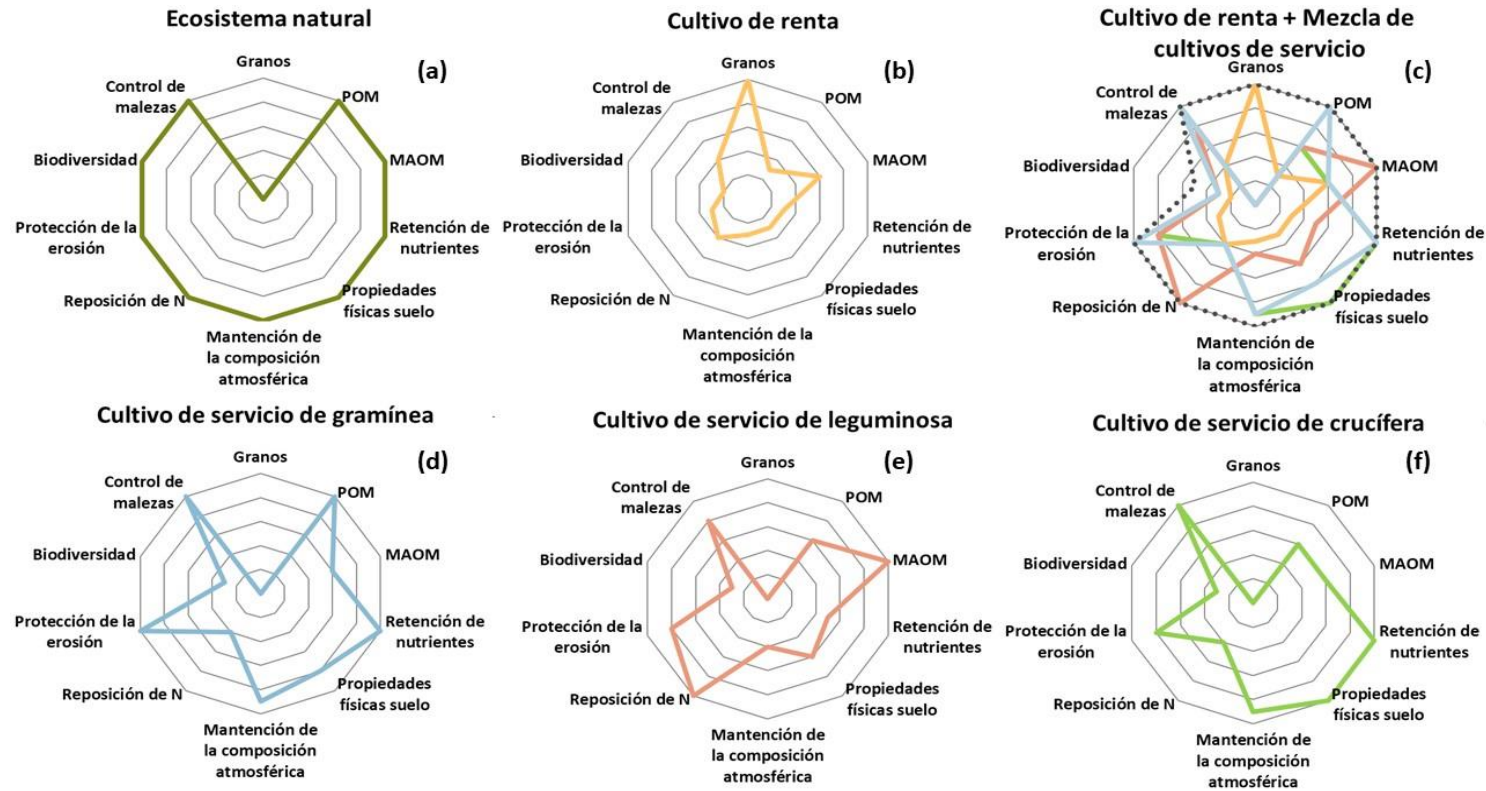 Ecosistema natural
(a)
Granos
POM
MAOM
Retención de
nutrientes
Propiedades
físicas suelo
Mantención de
la composición
atmosférica
Reposición de N
Protección de la
erosión
Biodiversidad
Control de
malezas
Cultivo de renta
(b)
Granos
POM
MAOM
Retención de
nutrientes
Propiedades
físicas suelo
Mantención de la
composición
atmosférica
Reposición de N
Protección de la
erosión
Biodiversidad
Control de
malezas
Cultivo de renta + Mezcla de
cultivos de servicio
(c)
Granos
POM
MAOM
Retención de
nutrientes
Propiedades
físicas suelo
Mantención de
la composición
atmosférica
Reposición de N
Protección de la
erosión
Biodiversidad
Control de
malezas
Cultivo de servicio de gramínea
(d)
Granos
POM
MAOM
Retención de
nutrientes
Propiedades
físicas suelo
Mantención de
la composición
atmosférica
Reposición de N
Protección de la
erosión
Biodiversidad
Control de
malezas
Cultivo de servicio de leguminosa
(e)
Granos
POM
MAOM
Retención de
nutrientes
Propiedades
físicas suelo
Mantención de
la composición
atmosférica
Reposición de N
Protección de la
erosión
Biodiversidad
Control de
malezas
Cultivo de servicio de crucífera
(f)
Granos
POM
MAOM
Retención de
nutrientes
Propiedades
físicas suelo
Mantención de
la composición
atmosférica
Reposición de N
Protección de la
erosión
Biodiversidad
Control de
malezas